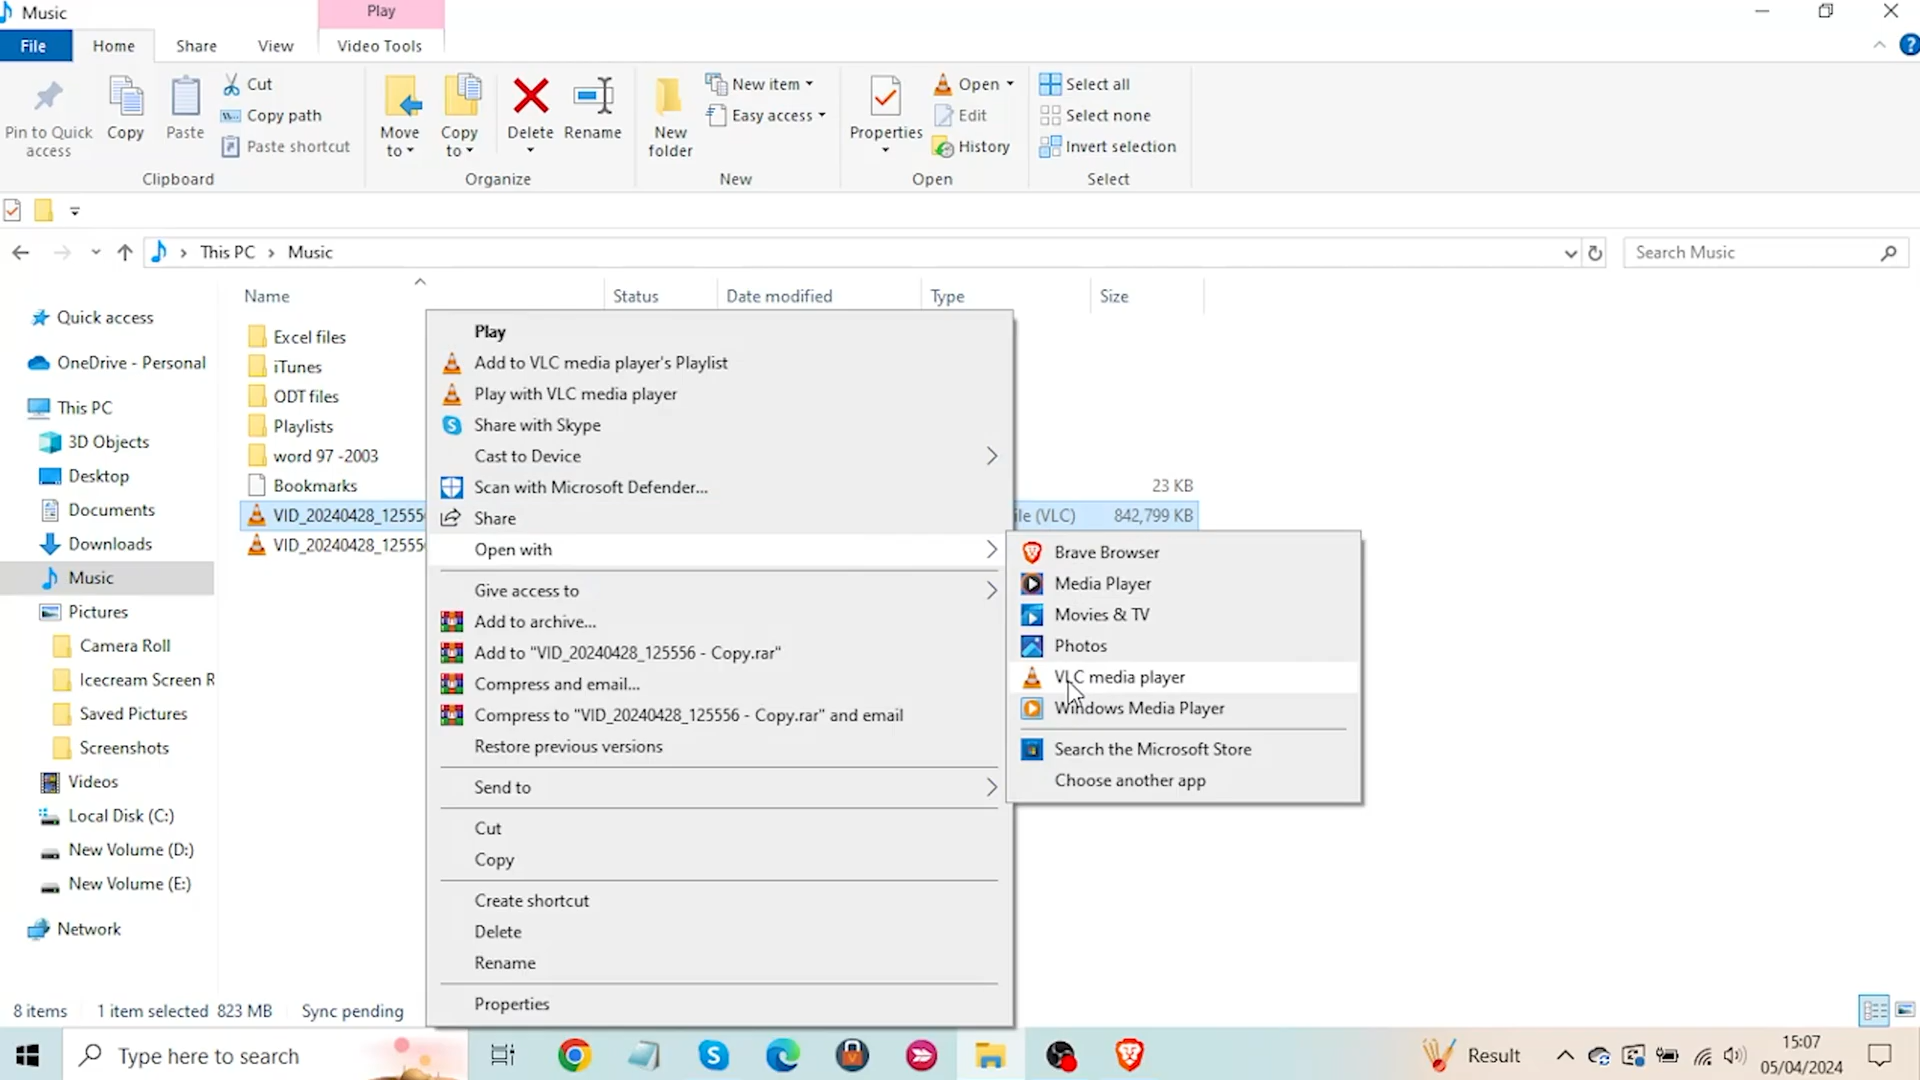 Music
Play
File
Home
Share
View
Video Tools
Pin to Quick
access
Copy
Paste
Cut
Copy path
Paste shortcut
Clipboard
Move
to
Copy
to
Delete
Rename
Organize
New
folder
New item
Easy access
New
Properties
Open
Edit
History
Open
Select all
Select none
Invert selection
Select
This PC
Music
Search Music
Name
Status
Date modified
Type
Size
Quick access
OneDrive - Personal
This PC
3D Objects
Desktop
Documents
Downloads
Music
Pictures
Camera Roll
Icecream Screen R
Saved Pictures
Screenshots
Videos
Local Disk (C:)
New Volume (D:)
New Volume (E:)
Network
Excel files
iTunes
ODT files
Playlists
word 97 -2003
Bookmarks
23 KB
VID_20240428_12555
ile (VLC)
842,799 KB
VID_20240428_12555
Play
Add to VLC media player's Playlist
Play with VLC media player
Share with Skype
Cast to Device
Scan with Microsoft Defender...
Share
Open with
Give access to
Add to archive...
Add to "VID_20240428_125556 - Copy.rar"
Compress and email...
Compress to "VID_20240428_125556 - Copy.rar" and email
Restore previous versions
Send to
Cut
Copy
Create shortcut
Delete
Rename
Properties
Brave Browser
Media Player
Movies & TV
Photos
VLC media player
Windows Media Player
Search the Microsoft Store
Choose another app
8 items
1 item selected 823 MB
Sync pending
Type here to search
Result
15:07
05/04/2024